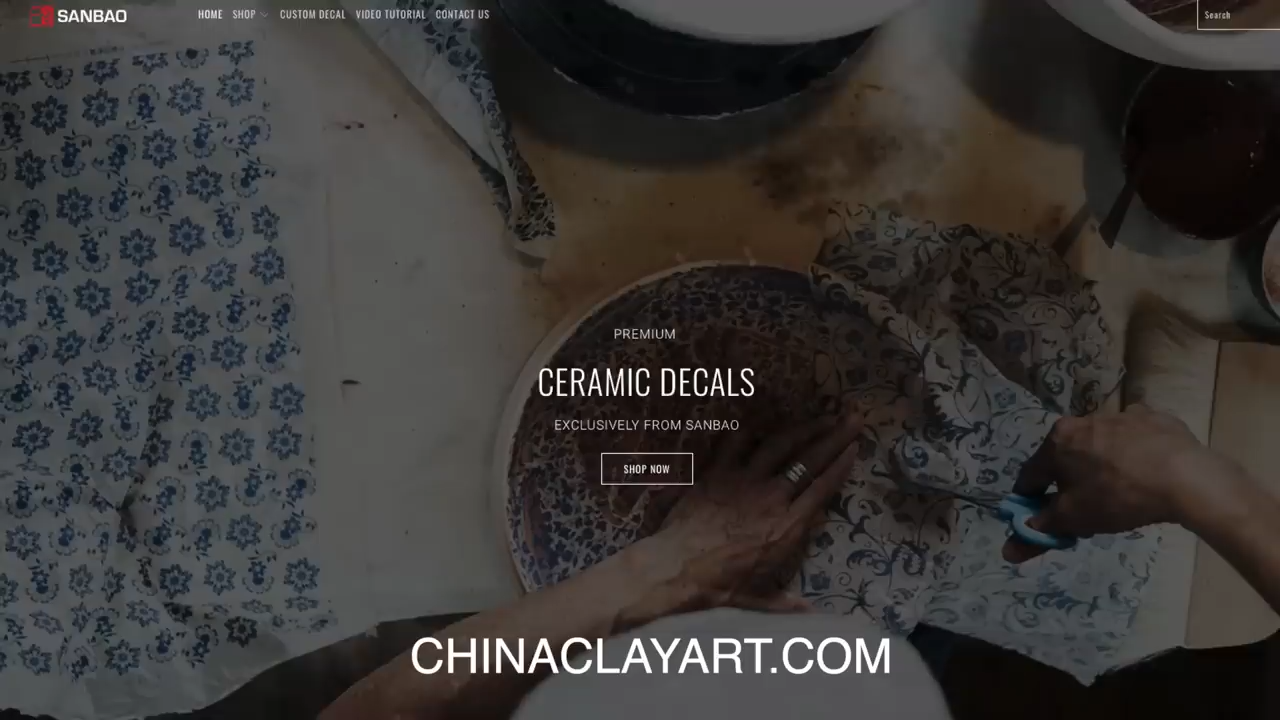 SANBAO
HOME SHOP CUSTOM DECAL VIDEO TUTORIAL CONTACT US
Search
PREMIUM
CERAMIC DECALS
EXCLUSIVELY FROM SANBAO
SHOP NOW
CHINACLAYART.COM